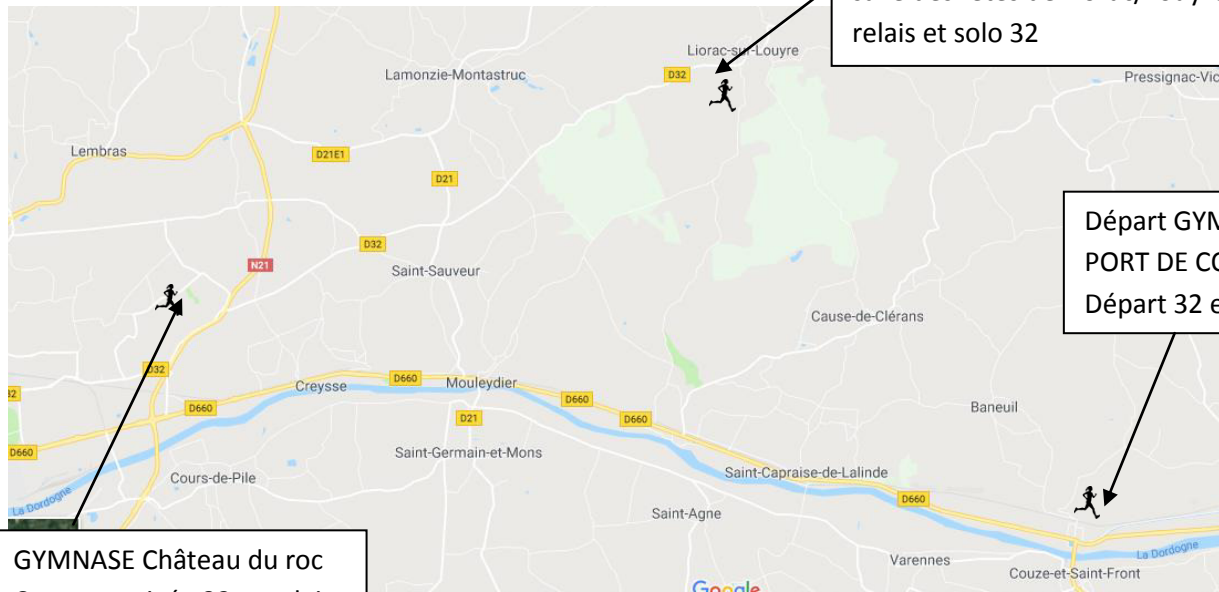 relais et solo 32
Liorac-sur-Louyre
Lamonzie-Montastruc
D32
Pressignac-Vic
Lembras
D21E1
D21
Départ GYM
PORT DE CO
Départ 32 e
D32
N21
Saint-Sauveur
Cause-de-Clérans
D32
32
Creysse
D660
Mouleydier
D660
D660
D660
D21
Baneuil
D660
Saint-Germain-et-Mons
Cours-de-Pile
Saint-Capraise-de-Lalinde
D660
La Dordogne
Saint-Agne
La Dordogne
GYMNASE Château du roc
Varennes
Couze-et-Saint-Front
Google